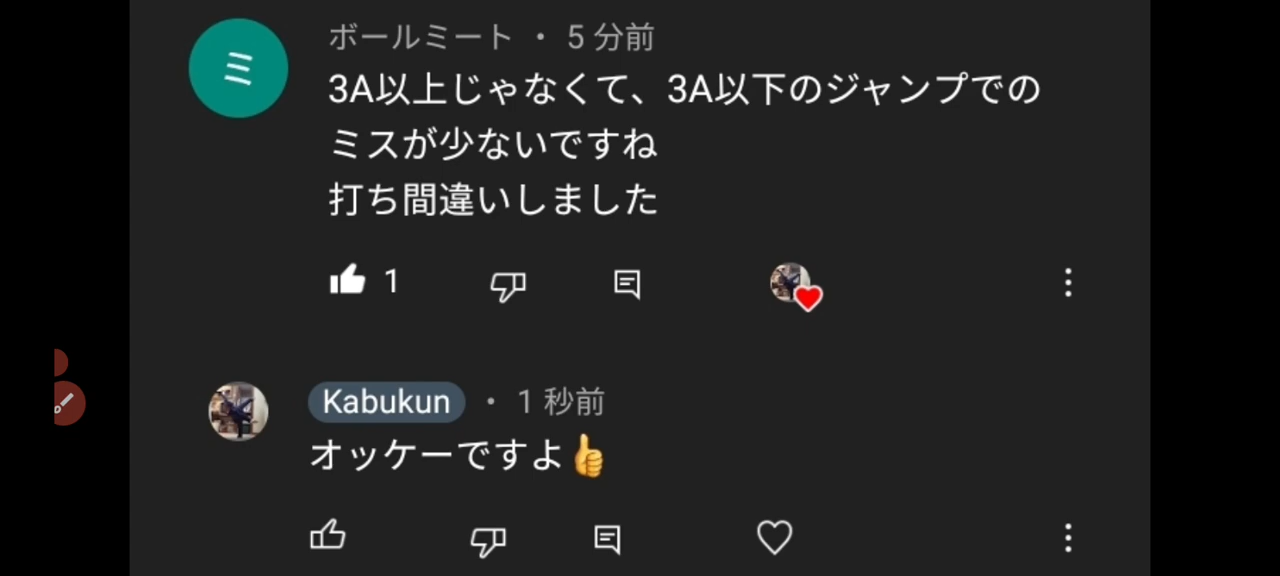 ミ
ボールミート ・ 5 分前
3A以上じゃなくて、3A以下のジャンプでの
ミスが少ないですね
打ち間違いしました
1
Kabukun ・ 1 秒前
オッケーですよ👍